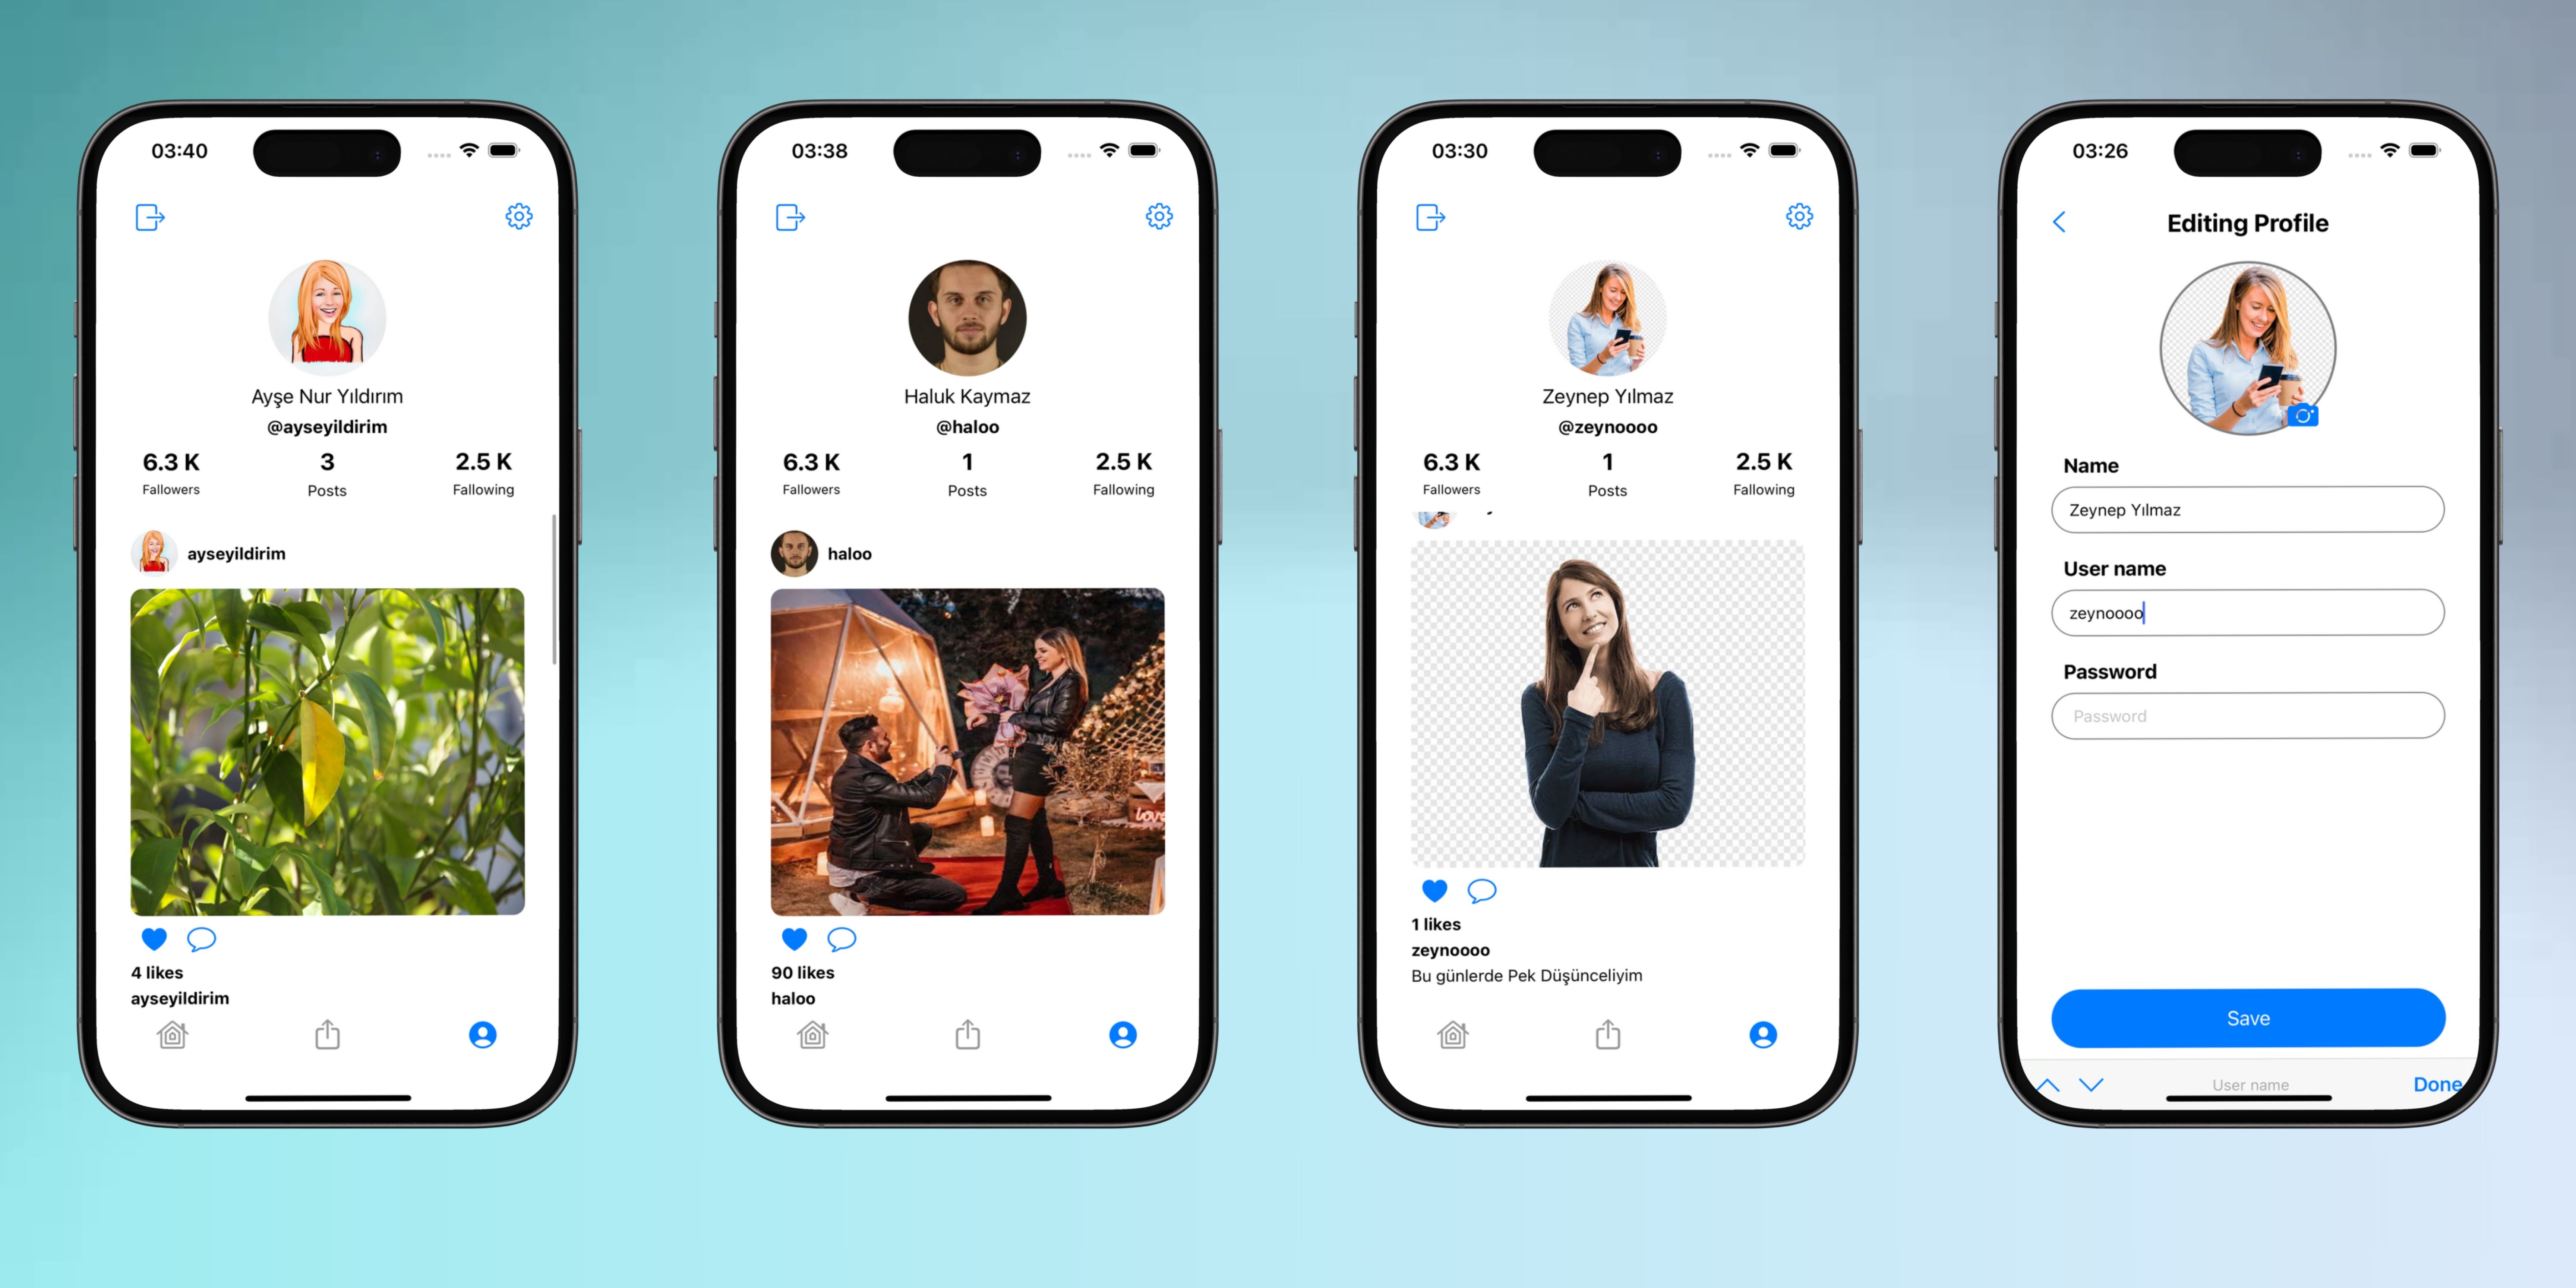 03:40
Ayşe Nur Yıldırım
@ayseyildirim
6.3 K 3 2.5 K
Fallowers Posts Fallowing
ayseyildirim
4 likes
ayseyildirim
03:38
Haluk Kaymaz
@haloo
6.3 K 1 2.5 K
Fallowers Posts Fallowing
haloo
love
90 likes
haloo
03:30
Zeynep Yılmaz
@zeynoooo
6.3 K 1 2.5 K
Fallowers Posts Fallowing
1 likes
zeynoooo
Bu günlerde Pek Düşünceliyim
03:26
Editing Profile
Name
Zeynep Yılmaz
User name
zeynoooo
Password
Password
Save
User name Done